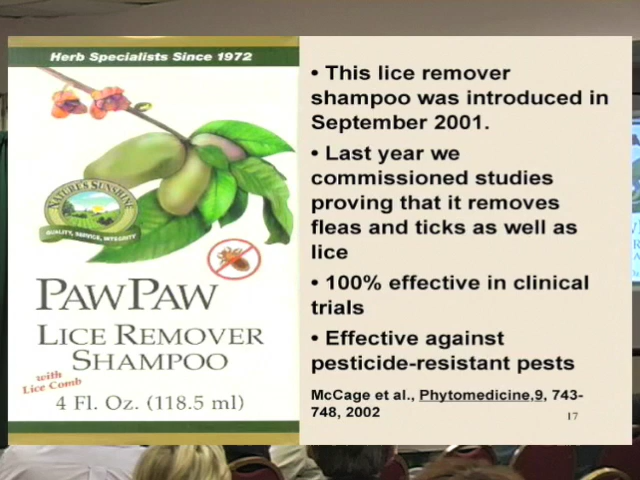 Herb Specialists Since 1972
NATURE'S SUNSHINE
QUALITY, SERVICE, INTEGRITY
PAWPAW
LICE REMOVER
SHAMPOO
with
Lice Comb
4 Fl. Oz. (118.5 ml)
• This lice remover
shampoo was introduced in
September 2001.
• Last year we
commissioned studies
proving that it removes
fleas and ticks as well as
lice
• 100% effective in clinical
trials
• Effective against
pesticide-resistant pests
McCage et al., Phytomedicine,9, 743-
748, 2002
17